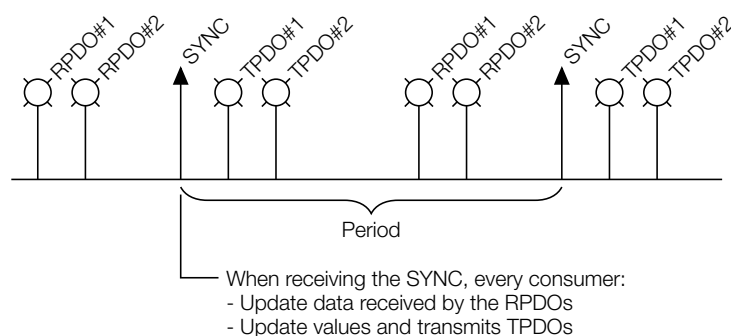 RPDO#1 RPDO#2 SYNC TPDO#1 TPDO#2 RPDO#1 RPDO#2 SYNC TPDO#1 TPDO#2
Period
When receiving the SYNC, every consumer:
- Update data received by the RPDOs
- Update values and transmits TPDOs